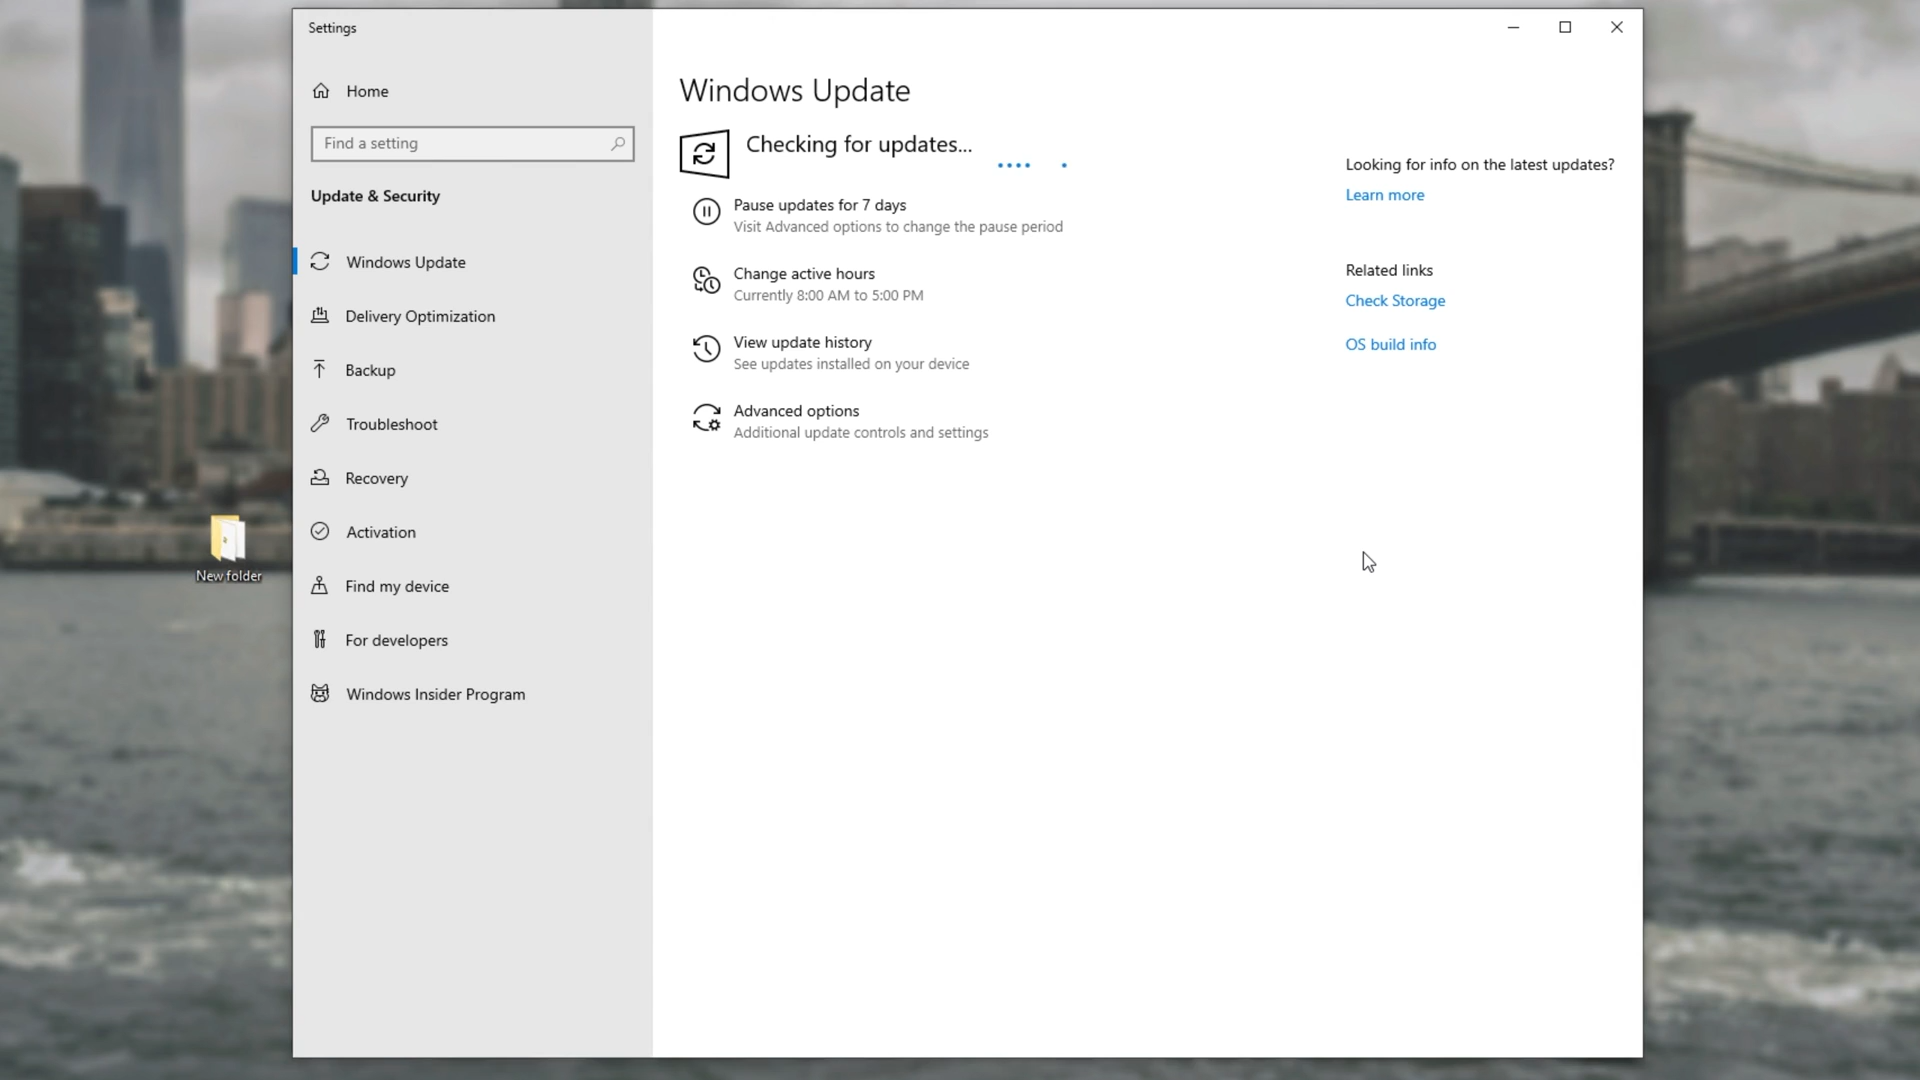 Settings
Home
Find a setting
Update & Security
Windows Update
Delivery Optimization
Backup
Troubleshoot
Recovery
Activation
Find my device
For developers
Windows Insider Program
Windows Update
Checking for updates...
Pause updates for 7 days
Visit Advanced options to change the pause period
Change active hours
Currently 8:00 AM to 5:00 PM
View update history
See updates installed on your device
Advanced options
Additional update controls and settings
Looking for info on the latest updates?
Learn more
Related links
Check Storage
OS build info
New folder